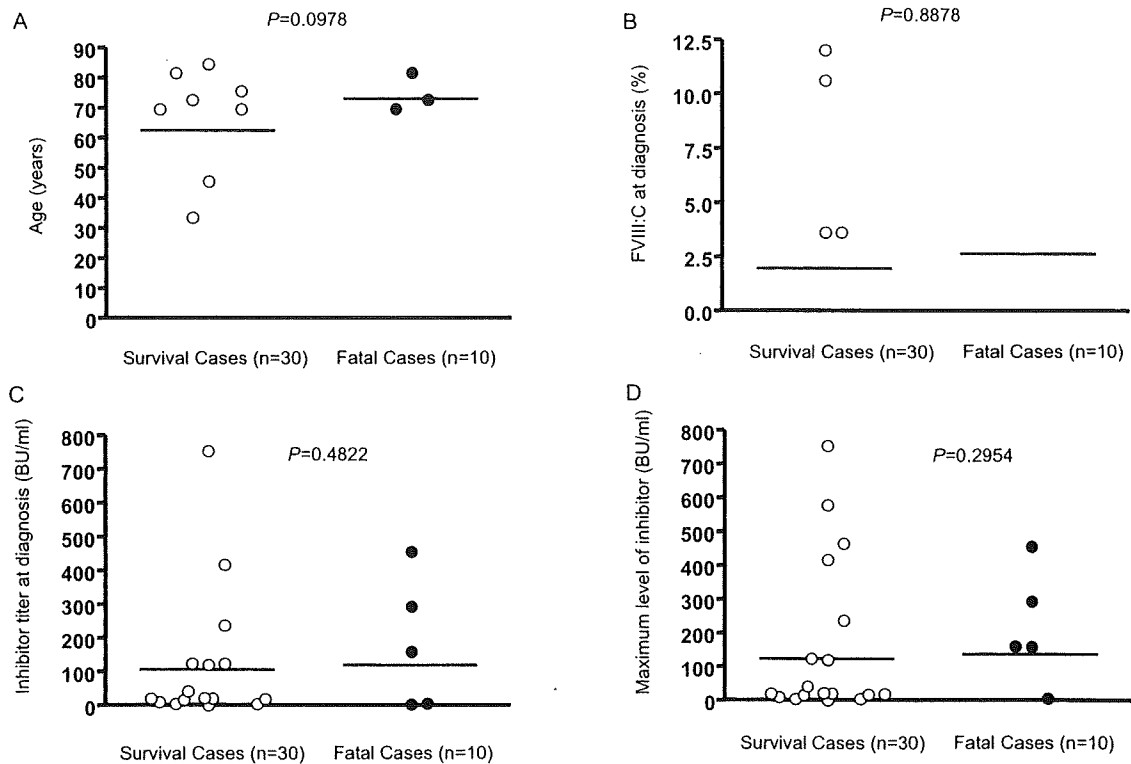 A
P=0.0978
Age (years)
90
80
70
60
50
40
30
20
10
0
Survival Cases (n=30)
Fatal Cases (n=10)
B
P=0.8878
FVIII:C at diagnosis (%)
12.5
10.0
7.5
5.0
2.5
0.0
Survival Cases (n=30)
Fatal Cases (n=10)
C
P=0.4822
Inhibitor titer at diagnosis (BU/ml)
800
700
600
500
400
300
200
100
0
Survival Cases (n=30)
Fatal Cases (n=10)
D
P=0.2954
Maximum level of inhibitor (BU/ml)
800
700
600
500
400
300
200
100
0
Survival Cases (n=30)
Fatal Cases (n=10)